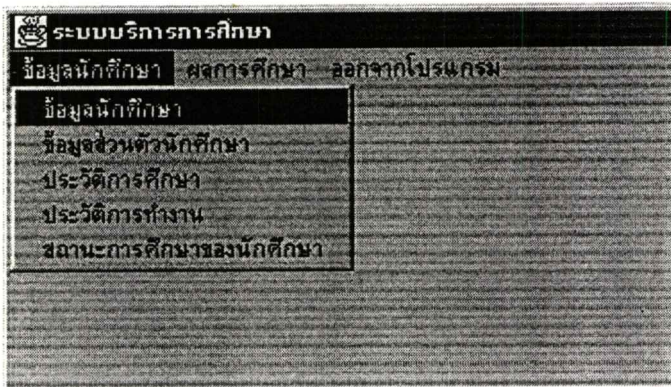 ระบบบริการการศึกษา
ข้อมูลนักศึกษา ผลการศึกษา ออกจากโปรแกรม
ข้อมูลนักศึกษา
ข้อมูลส่วนตัวนักศึกษา
ประวัติการศึกษา
ประวัติการทำงาน
สถานะการศึกษาของนักศึกษา